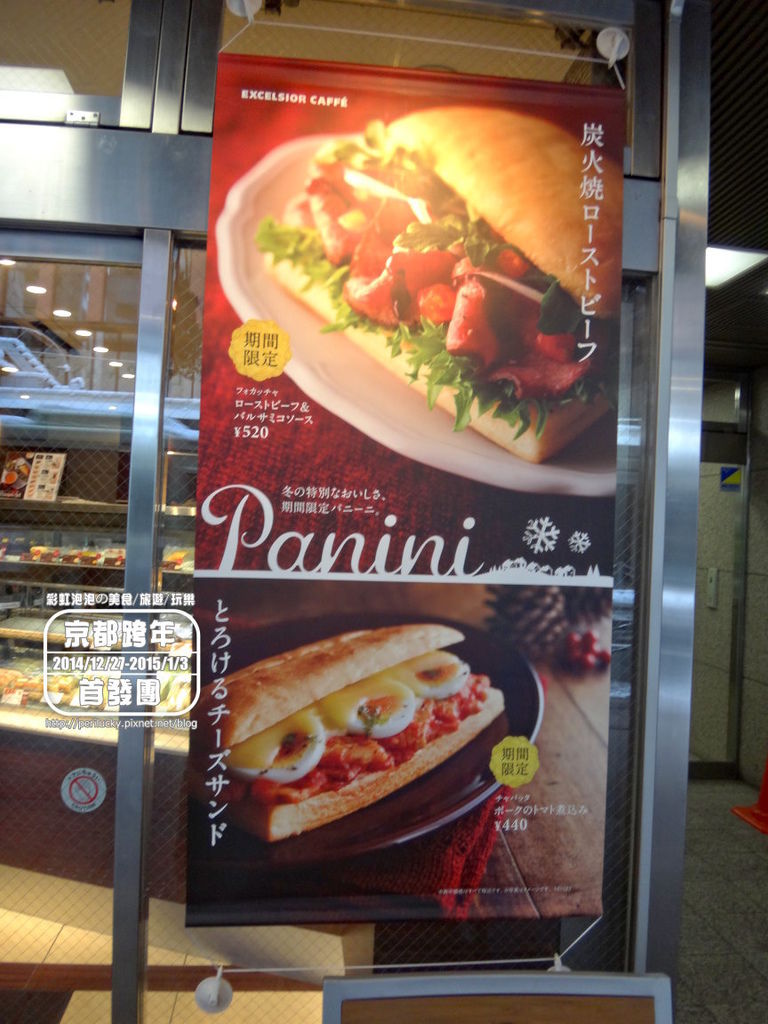 EXCELSIOR CAFFÉ
炭火焼ローストビーフ
期間
限定
フォカッチャ
ローストビーフ&
バルサミコソース
¥520
冬の特別なおいしさ、
期間限定パニーニ。
Panini
とろけるチーズサンド
期間
限定
チャバッタ
ポークのトマト煮込み
¥440
彩虹泡泡の美食/旅遊/玩樂
京都跨年
2014/12/27-2015/1/3
首發團
http://perilucky.pixnet.net/blog